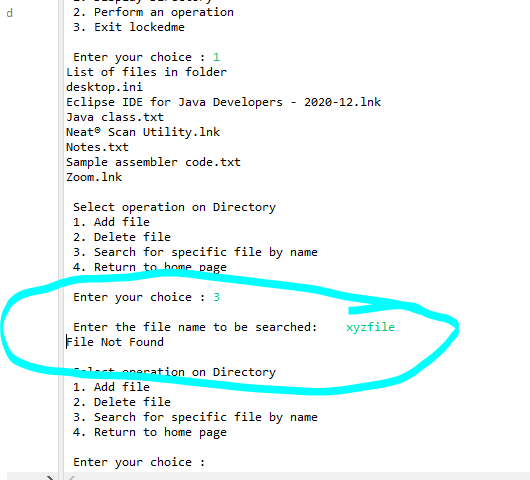 d
2. Perform an operation
3. Exit lockedme
Enter your choice : 1
List of files in folder
desktop.ini
Eclipse IDE for Java Developers - 2020-12.lnk
Java class.txt
Neat® Scan Utility.lnk
Notes.txt
Sample assembler code.txt
Zoom.lnk
Select operation on Directory
1. Add file
2. Delete file
3. Search for specific file by name
4. Return to home page
Enter your choice : 3
Enter the file name to be searched: xyzfile
File Not Found
Select operation on Directory
1. Add file
2. Delete file
3. Search for specific file by name
4. Return to home page
Enter your choice :